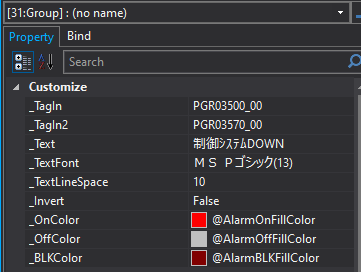 [31:Group] : (no name)
Property Bind
Search
Customize
_TagIn PGR03500_00
_TagIn2 PGR03570_00
_Text 制御ｼｽﾃﾑDOWN
_TextFont ＭＳ Ｐゴシック(13)
_TextLineSpace 10
_Invert False
_OnColor @AlarmOnFillColor
_OffColor @AlarmOffFillColor
_BLKColor @AlarmBLKFillColor